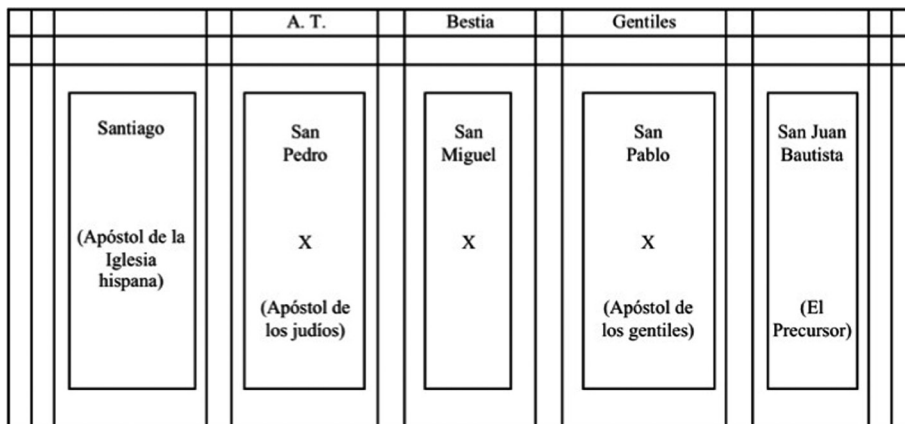 A. T.
Bestia
Gentiles
Santiago
(Apóstol de la
Iglesia
hispana)
San
Pedro
X
(Apóstol de
los judíos)
San
Miguel
X
San
Pablo
X
(Apóstol de
los gentiles)
San Juan
Bautista
(El
Precursor)